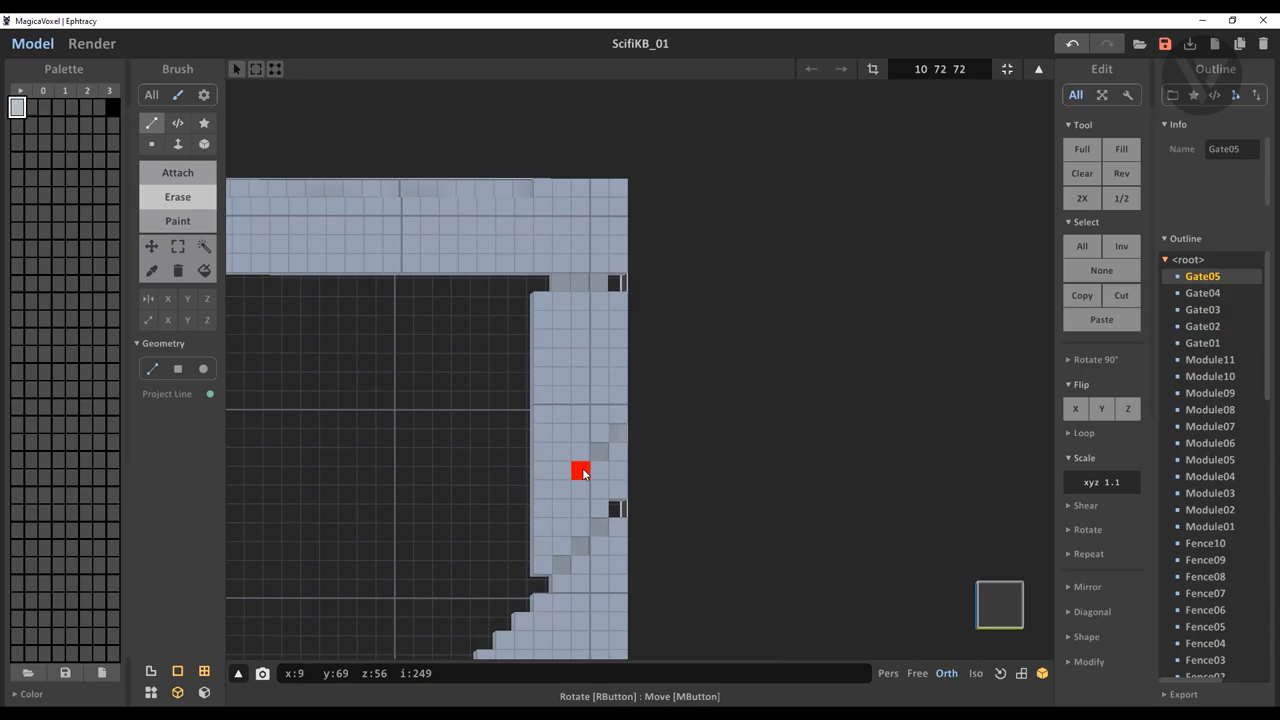 MagicaVoxel | Ephtracy
Model
Render
ScifiKB_01
Palette
Brush
10 72 72
Edit
Outline
0 1 2 3
All
All
Tool
Info
Full
Fill
Name
Gate05
Attach
Clear
Rev
Erase
2X
1/2
Paint
Select
Outline
All
Inv
<root>
None
Gate05
Copy
Cut
Gate04
X Y Z
Paste
Gate03
X Y Z
Gate02
Geometry
Gate01
Rotate 90°
Module11
Flip
Module10
Project Line
Module09
X
Y
Z
Module08
Loop
Module07
Module06
Scale
Module05
xyz 1.1
Module04
Shear
Module03
Module02
Rotate
Module01
Repeat
Fence10
Fence09
Fence08
Mirror
Fence07
Diagonal
Fence06
Shape
Fence05
Fence04
Modify
Fence03
x:9 y:69 z:56 i:249
Pers Free Orth Iso
Fence02
Color
Rotate [RButton] : Move [MButton]
Export